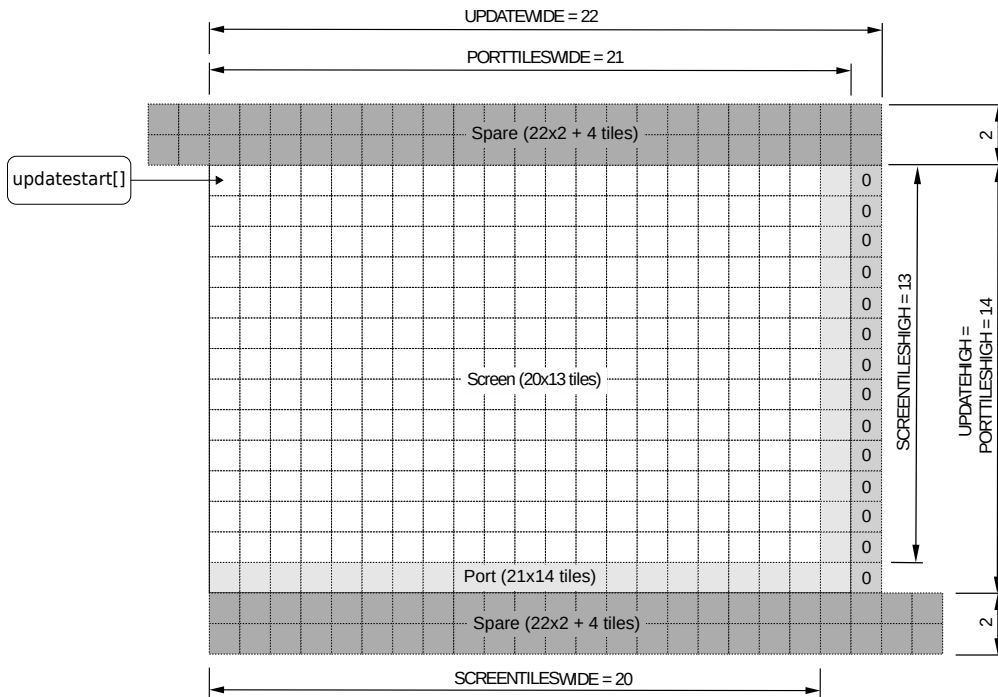 UPDATEWIDE = 22
PORTTILESWIDE = 21
Spare (22x2 + 4 tiles)
2
updatestart[]
0
0
0
0
0
0
0
0
0
0
0
0
0
0
Screen (20x13 tiles)
SCREENTILESHIGH = 13
UPDATEHIGH =
PORTTILESHIGH = 14
Port (21x14 tiles)
Spare (22x2 + 4 tiles)
2
SCREENTILESWIDE = 20